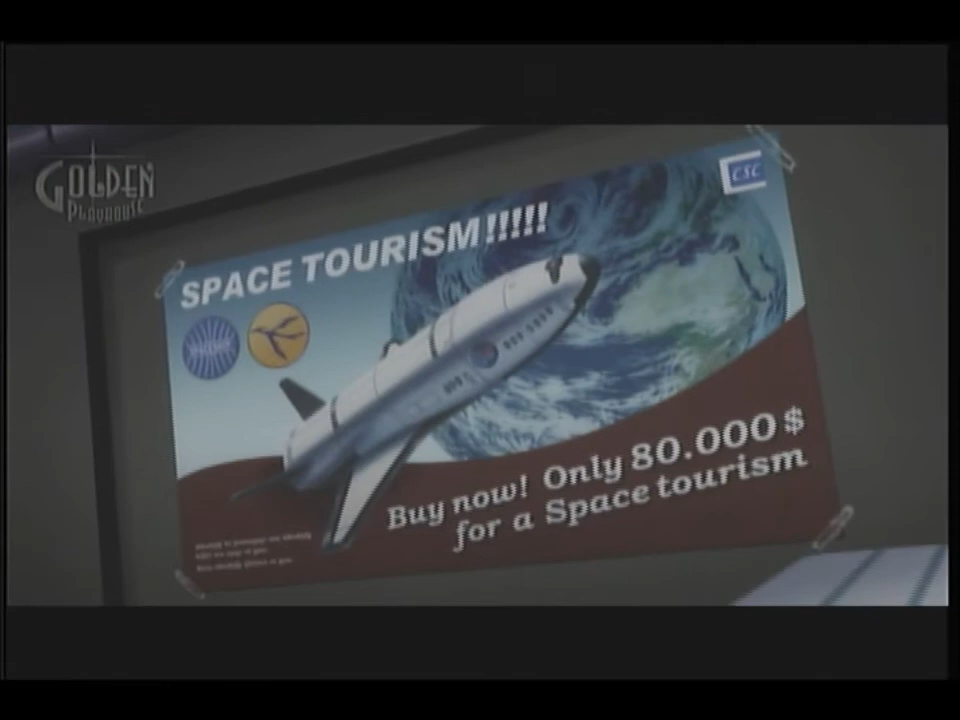 GOLDEN
PLAYHOUSE
CSC
SPACE TOURISM!!!!!
Buy now! Only 80.000 $
for a Space tourism